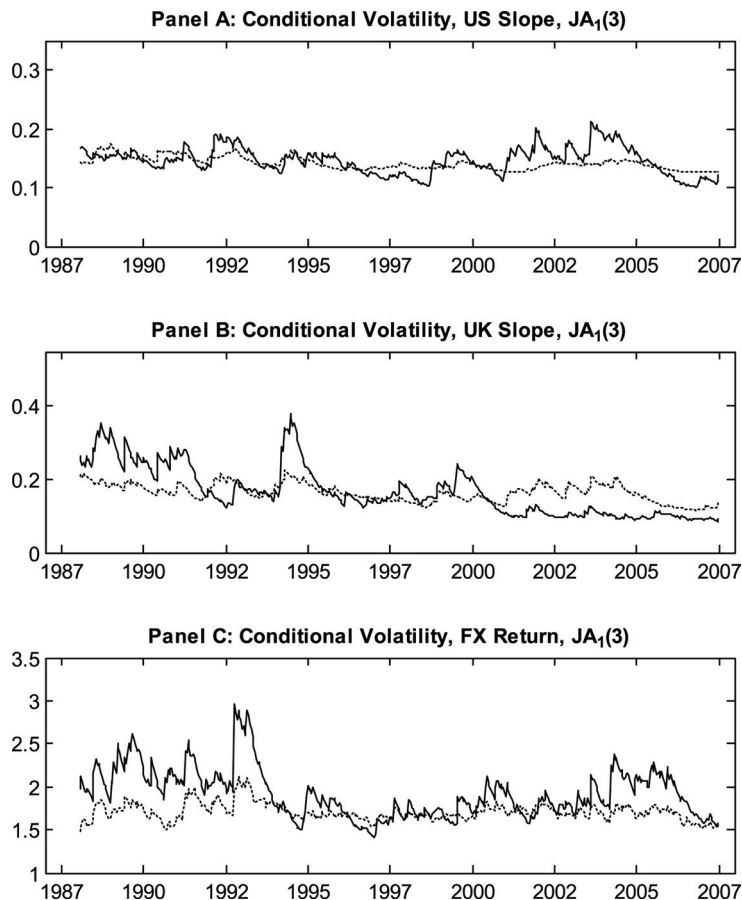 Panel A: Conditional Volatility, US Slope, JA₁(3)
0.3
0.2
0.1
0
1987 1990 1992 1995 1997 2000 2002 2005 2007
Panel B: Conditional Volatility, UK Slope, JA₁(3)
0.4
0.2
0
1987 1990 1992 1995 1997 2000 2002 2005 2007
Panel C: Conditional Volatility, FX Return, JA₁(3)
3.5
3
2.5
2
1.5
1
1987 1990 1992 1995 1997 2000 2002 2005 2007